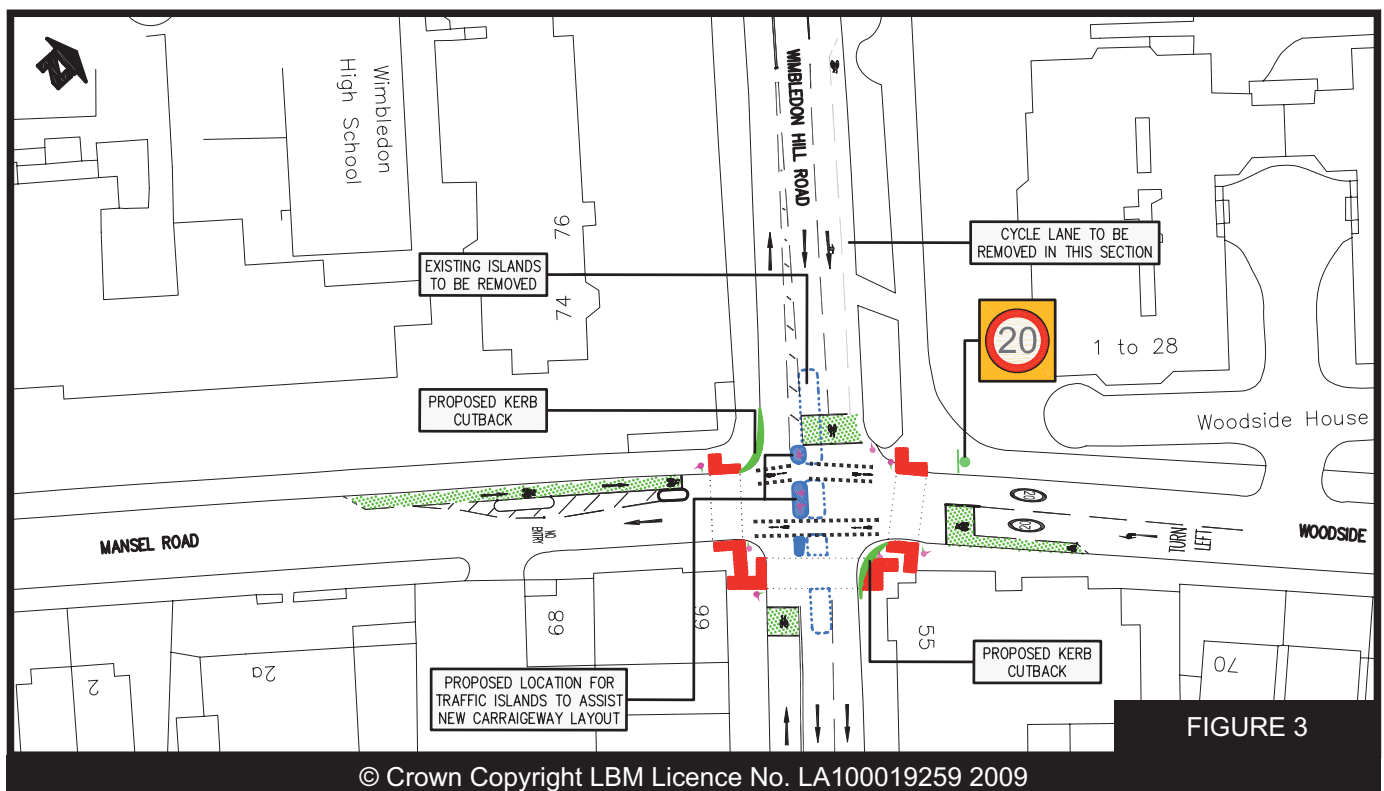 Wimbledon
High School
WIMBLEDON HILL ROAD
76
74
EXISTING ISLANDS
TO BE REMOVED
CYCLE LANE TO BE
REMOVED IN THIS SECTION
20
1 to 28
PROPOSED KERB
CUTBACK
Woodside House
MANSEL ROAD
NO
ENTRY
20
20
TURN
LEFT
WOODSIDE
2
2a
68
66
55
70
PROPOSED LOCATION FOR
TRAFFIC ISLANDS TO ASSIST
NEW CARRAIGEWAY LAYOUT
PROPOSED KERB
CUTBACK
FIGURE 3
© Crown Copyright LBM Licence No. LA100019259 2009